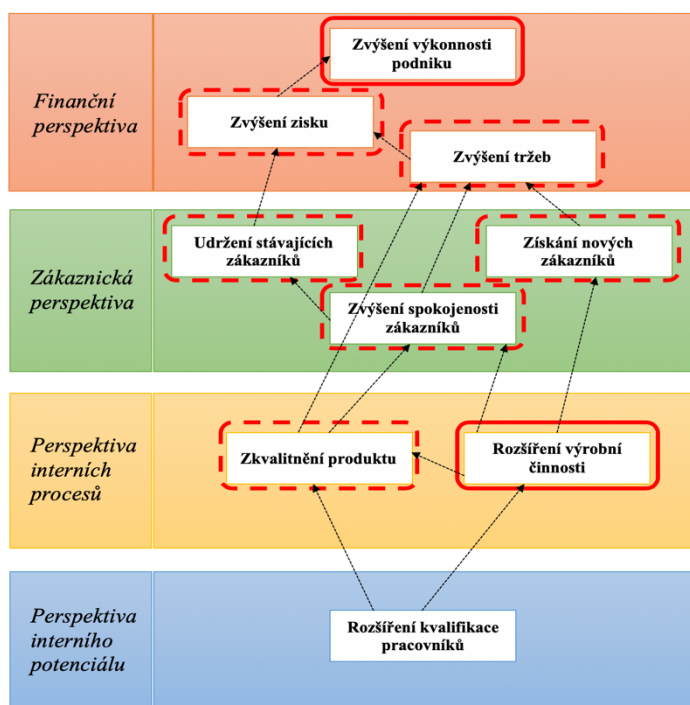 Zvýšení výkonnosti
podniku
Finanční
perspektiva
Zvýšení zisku
Zvýšení tržeb
Udržení stávajících
zákazníků
Získání nových
zákazníků
Zákaznická
perspektiva
Zvýšení spokojenosti
zákazníků
Perspektiva
interních
procesů
Zkvalitnění produktu
Rozšíření výrobní
činnosti
Perspektiva
interního
potenciálu
Rozšíření kvalifikace
pracovníků